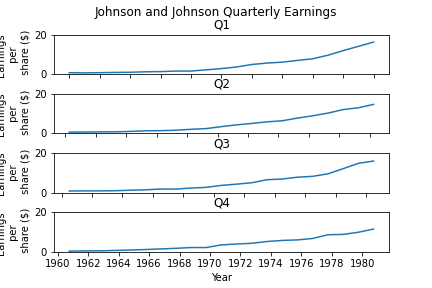 Johnson and Johnson Quarterly Earnings
Q1
20
0
Earnings
per
share ($)
Q2
20
0
Earnings
per
share ($)
Q3
20
0
Earnings
per
share ($)
Q4
20
0
Earnings
per
share ($)
1960 1962 1964 1966 1968 1970 1972 1974 1976 1978 1980
Year